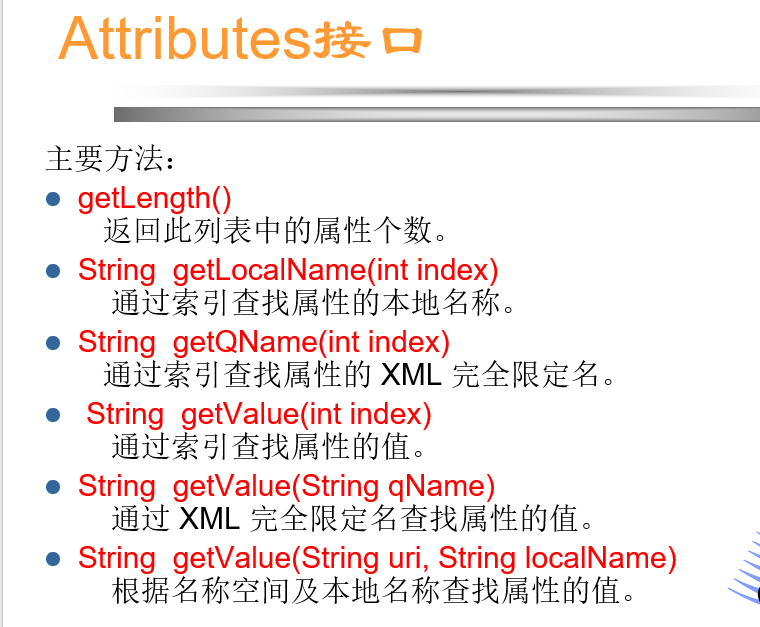 Attributes接口
主要方法：
getLength()
返回此列表中的属性个数。
String getLocalName(int index)
通过索引查找属性的本地名称。
String getQName(int index)
通过索引查找属性的 XML 完全限定名。
String getValue(int index)
通过索引查找属性的值。
String getValue(String qName)
通过 XML 完全限定名查找属性的值。
String getValue(String uri, String localName)
根据名称空间及本地名称查找属性的值。